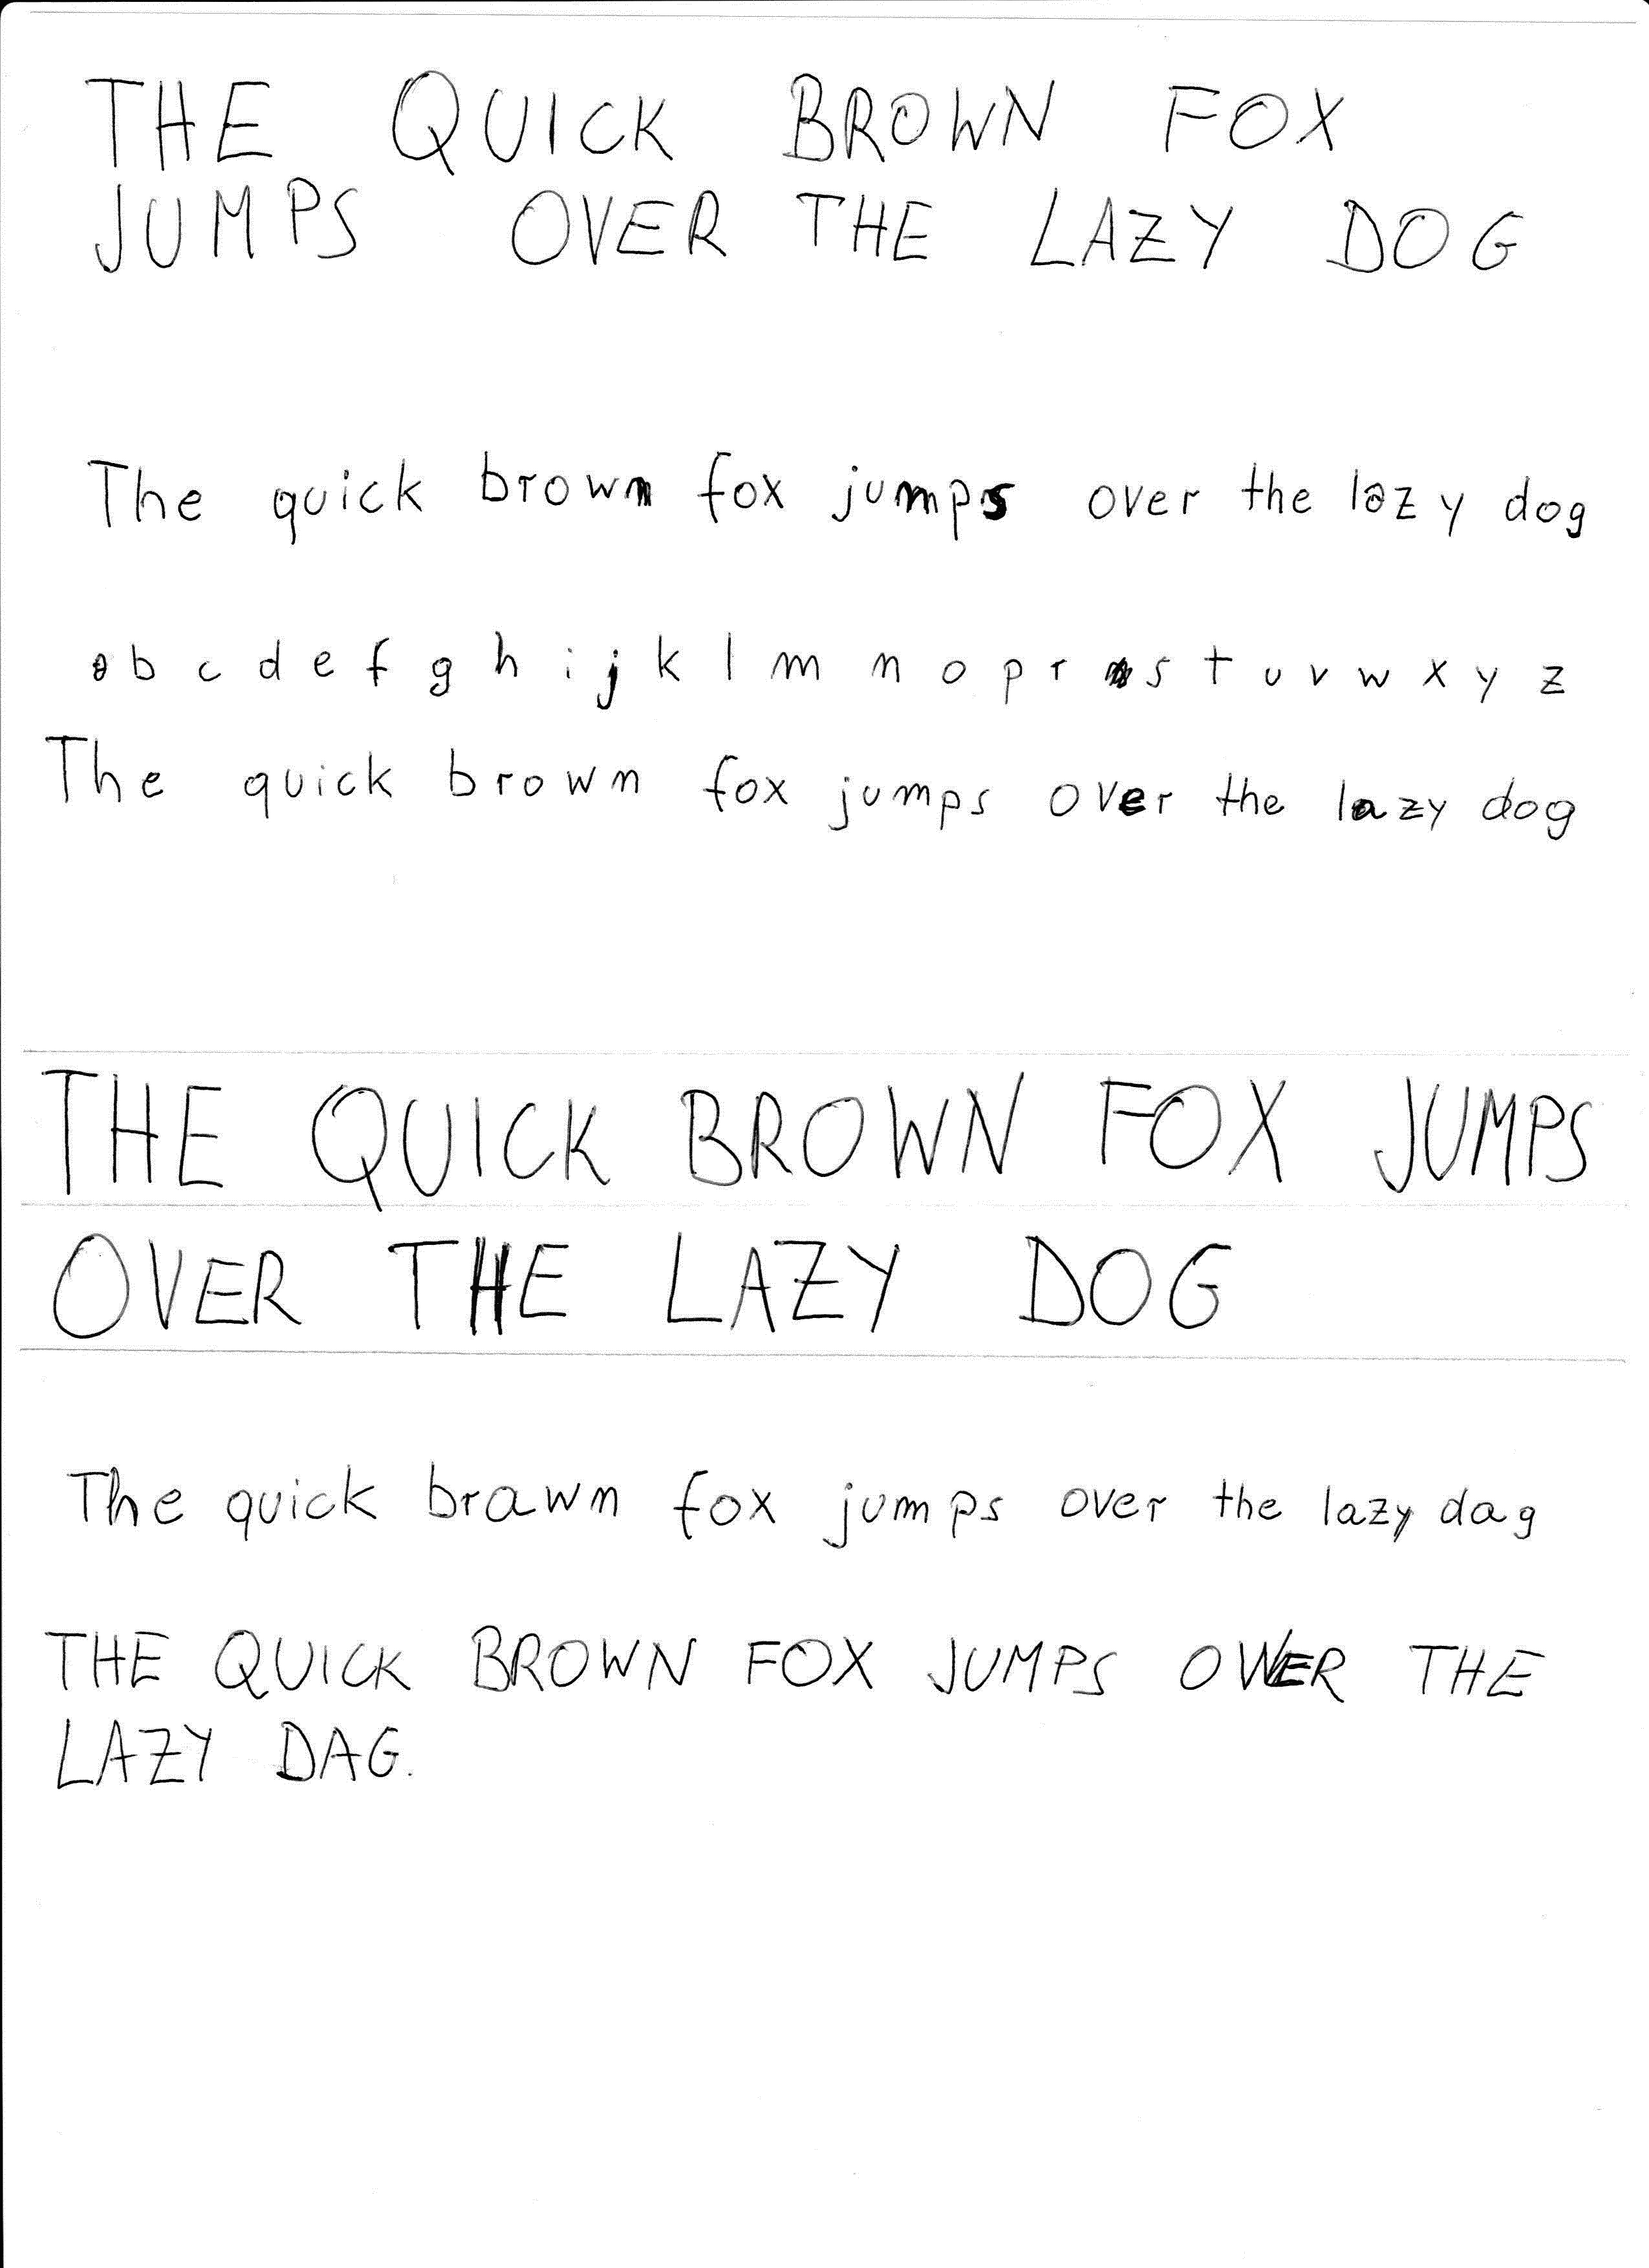 THE QUICK BROWN FOX
JUMPS OVER THE LAZY DOG
The quick brown fox jumps over the lazy dog
a b c d e f g h i j k l m n o p r s t u v w x y z
The quick brown fox jumps over the lazy dog
THE QUICK BROWN FOX JUMPS
OVER THE LAZY DOG
The quick brawn fox jumps over the lazy dag
THE QUICK BROWN FOX JUMPS OVER THE
LAZY DAG.